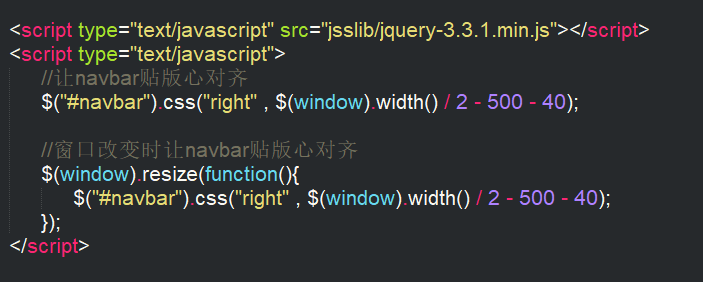 <script type="text/javascript" src="jsslib/jquery-3.3.1.min.js"></script>
<script type="text/javascript">
//让navbar贴版心对齐
$("#navbar").css("right" , $(window).width() / 2 - 500 - 40);
//窗口改变时让navbar贴版心对齐
$(window).resize(function(){
$("#navbar").css("right" , $(window).width() / 2 - 500 - 40);
});
</script>